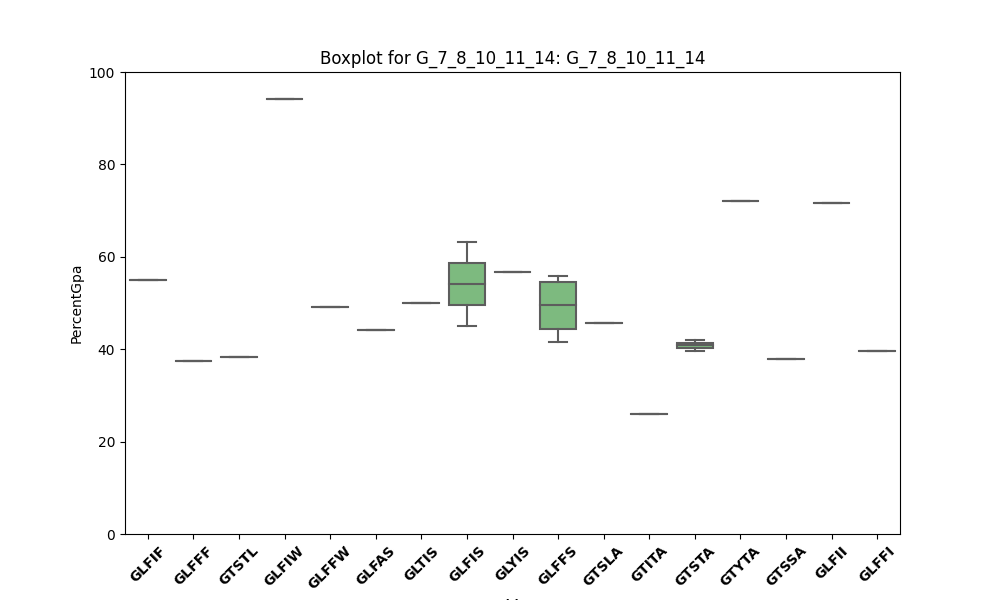 Boxplot for G_7_8_10_11_14: G_7_8_10_11_14
100
80
60
40
20
0
PercentGpa
GLFIF
GLFFF
GTSTL
GLFIW
GLFFW
GLFAS
GLTIS
GLFIS
GLYIS
GLFFS
GTSLA
GTITA
GTSTA
GTYTA
GTSSA
GLFII
GLFFI